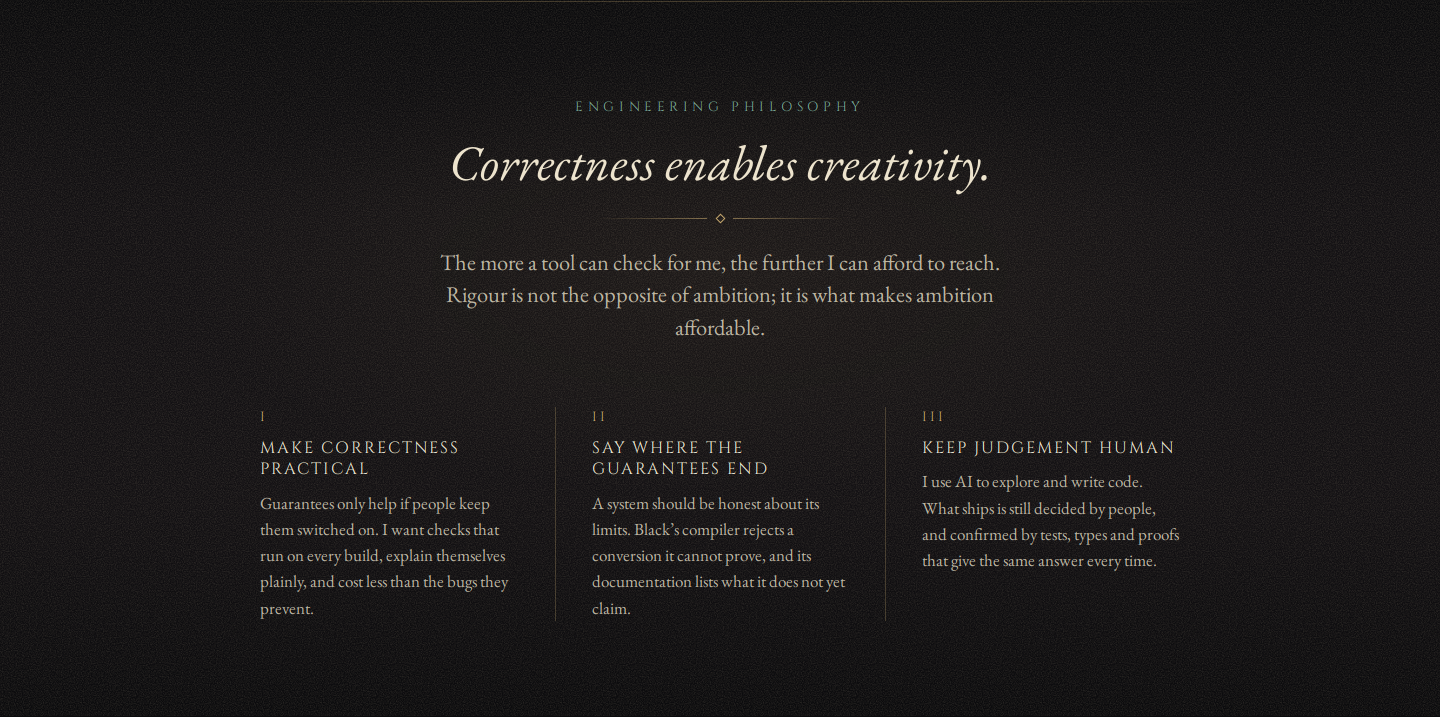 ENGINEERING PHILOSOPHY
Correctness enables creativity.
The more a tool can check for me, the further I can afford to reach.
Rigour is not the opposite of ambition; it is what makes ambition
affordable.
I
MAKE CORRECTNESS
PRACTICAL
Guarantees only help if people keep
them switched on. I want checks that
run on every build, explain themselves
plainly, and cost less than the bugs they
prevent.
II
SAY WHERE THE
GUARANTEES END
A system should be honest about its
limits. Black’s compiler rejects a
conversion it cannot prove, and its
documentation lists what it does not yet
claim.
III
KEEP JUDGEMENT HUMAN
I use AI to explore and write code.
What ships is still decided by people,
and confirmed by tests, types and proofs
that give the same answer every time.